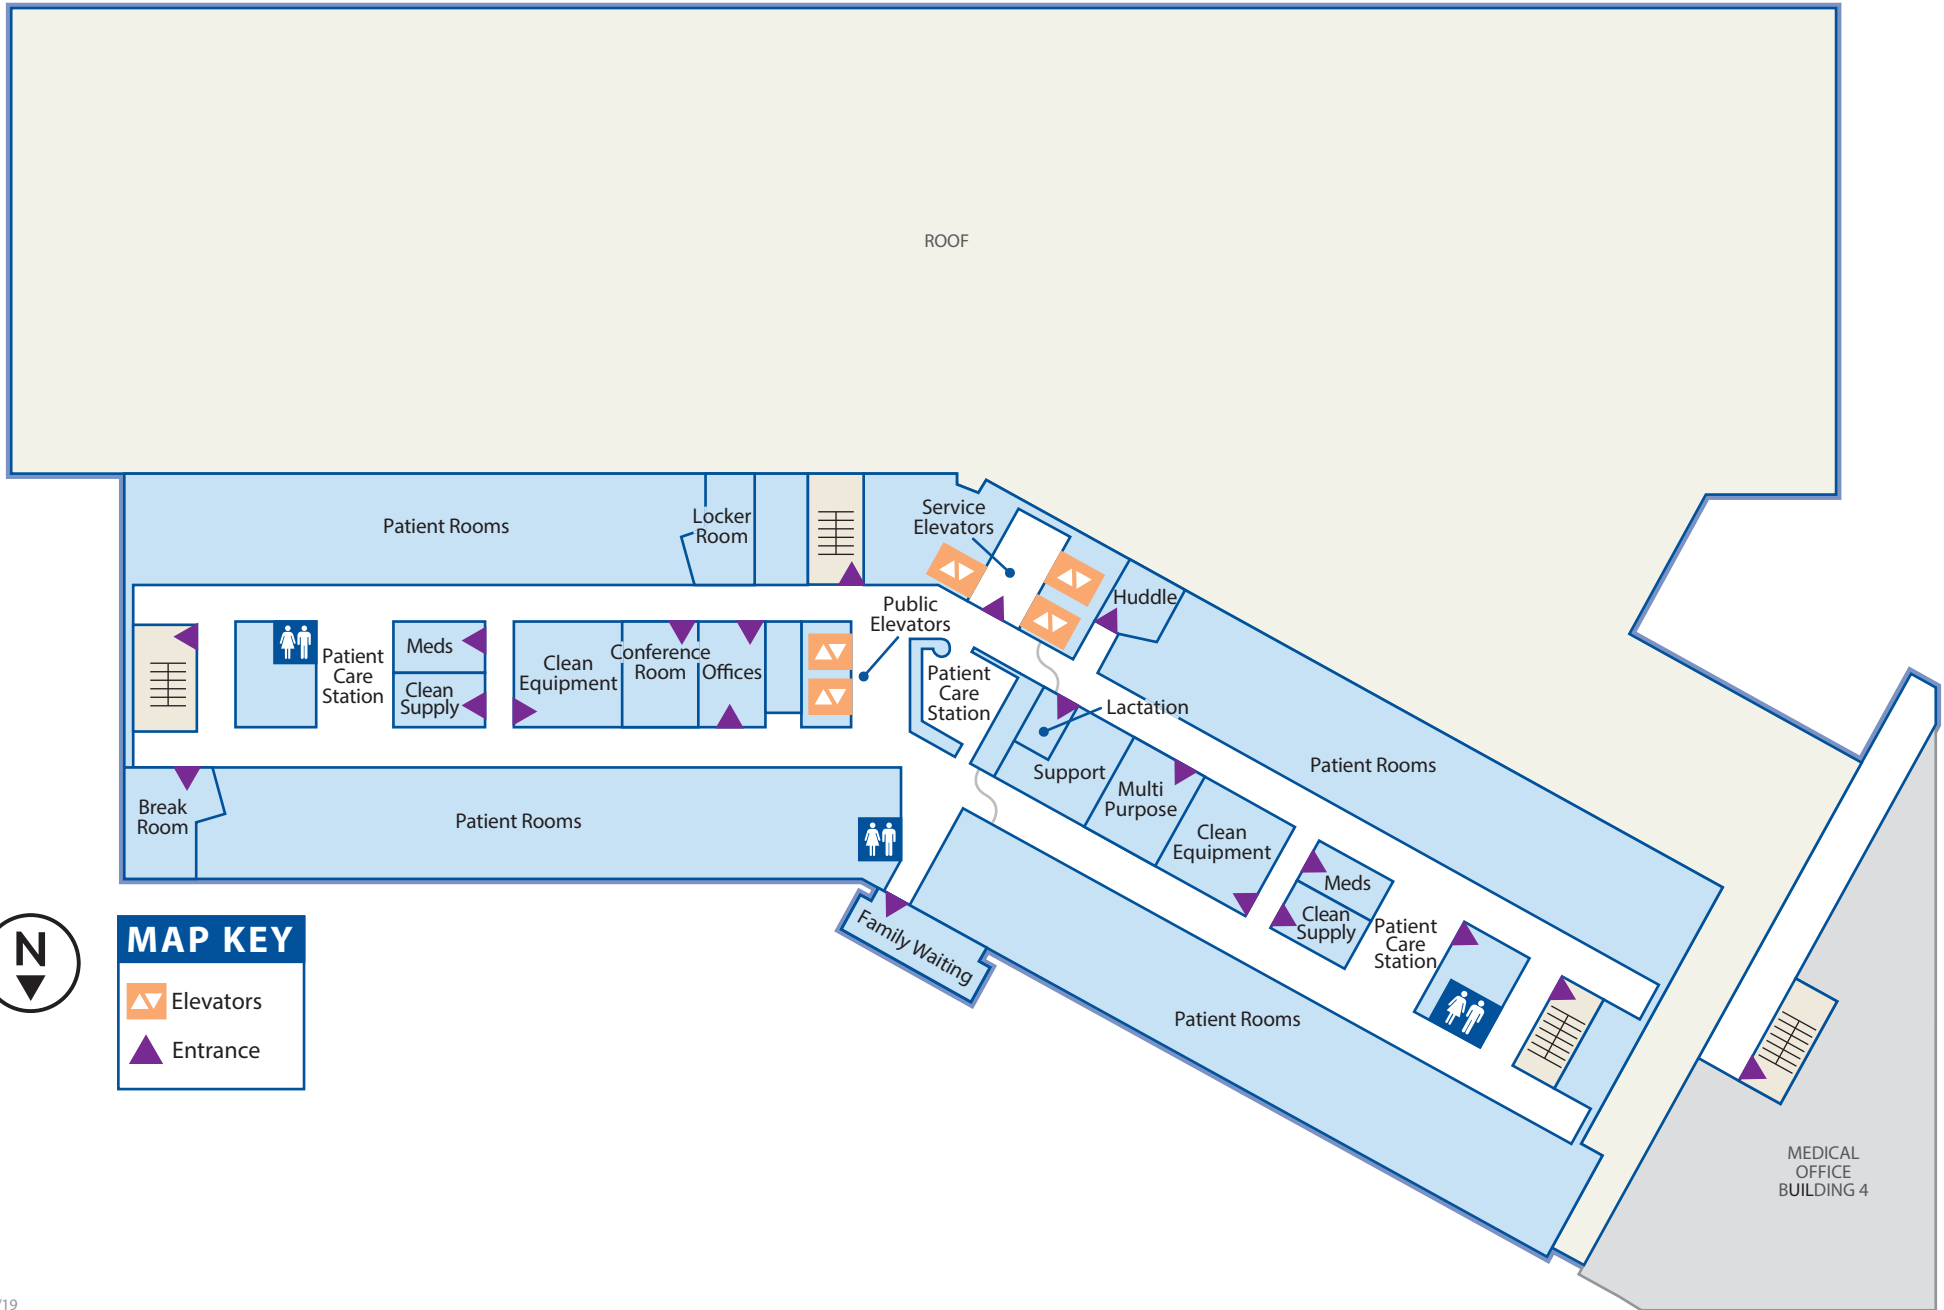 ROOF
Service
Elevators
Patient Rooms
Locker
Room
Huddle
Public
Elevators
Meds
Clean
Supply
Patient
Care
Station
Clean
Equipment
Conference
Room
Offices
Patient
Care
Station
Lactation
Support
Multi
Purpose
Clean
Equipment
Patient Rooms
Break
Room
Patient Rooms
Family Waiting
Meds
Clean
Supply
Patient
Care
Station
Patient Rooms
N
MAP KEY
Elevators
Entrance
MEDICAL
OFFICE
BUILDING 4
/19